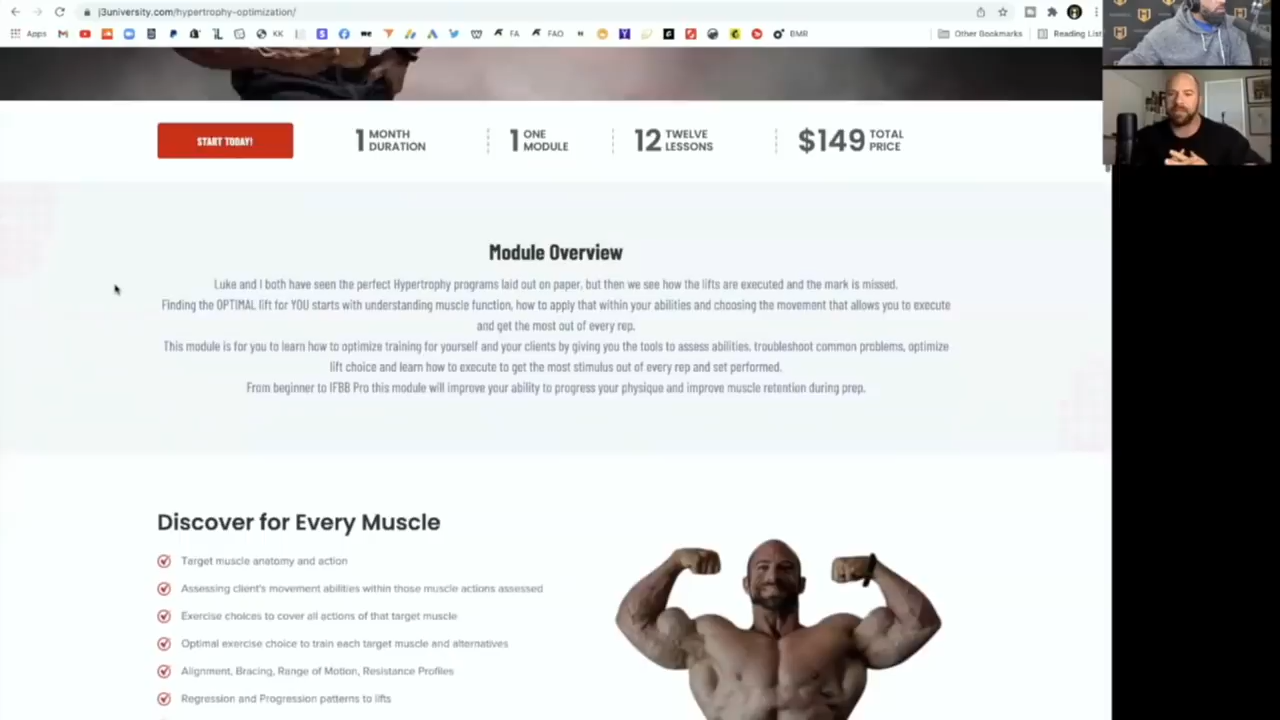 j3university.com/hypertrophy-optimization/
Apps
KK
FA
FAO
BMR
Other Bookmarks
Reading List
START TODAY!
1 MONTH DURATION
1 ONE MODULE
12 TWELVE LESSONS
$149 TOTAL PRICE
Module Overview
Luke and I both have seen the perfect Hypertrophy programs laid out on paper, but then we see how the lifts are executed and the mark is missed.
Finding the OPTIMAL lift for YOU starts with understanding muscle function, how to apply that within your abilities and choosing the movement that allows you to execute
and get the most out of every rep.
This module is for you to learn how to optimize training for yourself and your clients by giving you the tools to assess abilities, troubleshoot common problems, optimize
lift choice and learn how to execute to get the most stimulus out of every rep and set performed.
From beginner to IFBB Pro this module will improve your ability to progress your physique and improve muscle retention during prep.
Discover for Every Muscle
Target muscle anatomy and action
Assessing client's movement abilities within those muscle actions assessed
Exercise choices to cover all actions of that target muscle
Optimal exercise choice to train each target muscle and alternatives
Alignment, Bracing, Range of Motion, Resistance Profiles
Regression and Progression patterns to lifts